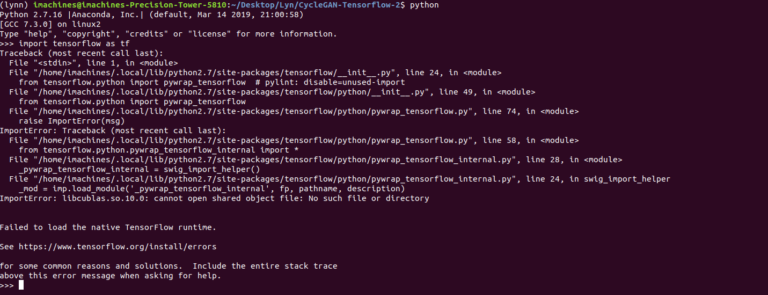 (lynn) imachines@imachines-Precision-Tower-5810:~/Desktop/Lyn/CycleGAN-Tensorflow-2$ python
Python 2.7.16 |Anaconda, Inc.| (default, Mar 14 2019, 21:00:58)
[GCC 7.3.0] on linux2
Type "help", "copyright", "credits" or "license" for more information.
>>> import tensorflow as tf
Traceback (most recent call last):
  File "<stdin>", line 1, in <module>
  File "/home/imachines/.local/lib/python2.7/site-packages/tensorflow/__init__.py", line 24, in <module>
    from tensorflow.python import pywrap_tensorflow  # pylint: disable=unused-import
  File "/home/imachines/.local/lib/python2.7/site-packages/tensorflow/python/__init__.py", line 49, in <module>
    from tensorflow.python import pywrap_tensorflow
  File "/home/imachines/.local/lib/python2.7/site-packages/tensorflow/python/pywrap_tensorflow.py", line 74, in <module>
    raise ImportError(msg)
ImportError: Traceback (most recent call last):
  File "/home/imachines/.local/lib/python2.7/site-packages/tensorflow/python/pywrap_tensorflow.py", line 58, in <module>
    from tensorflow.python.pywrap_tensorflow_internal import *
  File "/home/imachines/.local/lib/python2.7/site-packages/tensorflow/python/pywrap_tensorflow_internal.py", line 28, in <module>
    _pywrap_tensorflow_internal = swig_import_helper()
  File "/home/imachines/.local/lib/python2.7/site-packages/tensorflow/python/pywrap_tensorflow_internal.py", line 24, in swig_import_helper
    _mod = imp.load_module('_pywrap_tensorflow_internal', fp, pathname, description)
ImportError: libcublas.so.10.0: cannot open shared object file: No such file or directory
Failed to load the native TensorFlow runtime.
See https://www.tensorflow.org/install/errors
for some common reasons and solutions.  Include the entire stack trace
above this error message when asking for help.
>>>